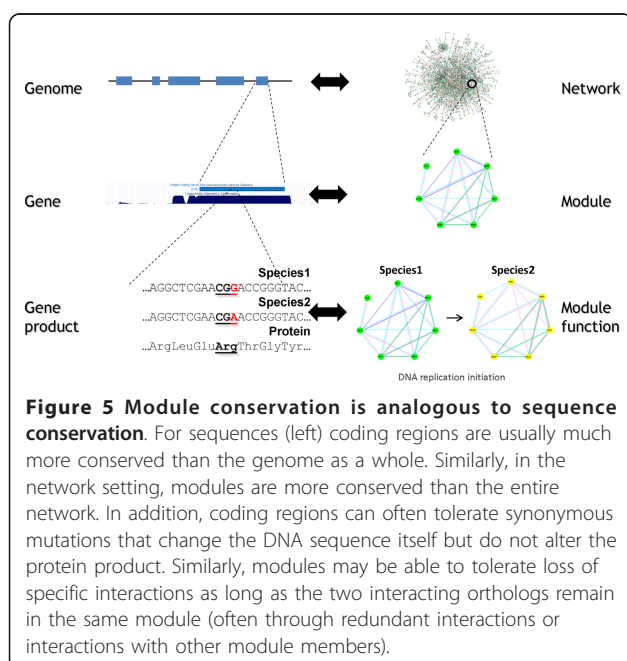 Genome
Network
Gene
Module
Species1
...AGGCTCGAACGGACCGGGTAC...
Species2
...AGGCTCGAACGAACCGGGTAC...
Protein
...ArgLeuGluArgThrGlyTyr...
Gene
product
Species1
Species2
Module
function
DNA replication initiation
Figure 5 Module conservation is analogous to sequence
conservation. For sequences (left) coding regions are usually much
more conserved than the genome as a whole. Similarly, in the
network setting, modules are more conserved than the entire
network. In addition, coding regions can often tolerate synonymous
mutations that change the DNA sequence itself but do not alter the
protein product. Similarly, modules may be able to tolerate loss of
specific interactions as long as the two interacting orthologs remain
in the same module (often through redundant interactions or
interactions with other module members).